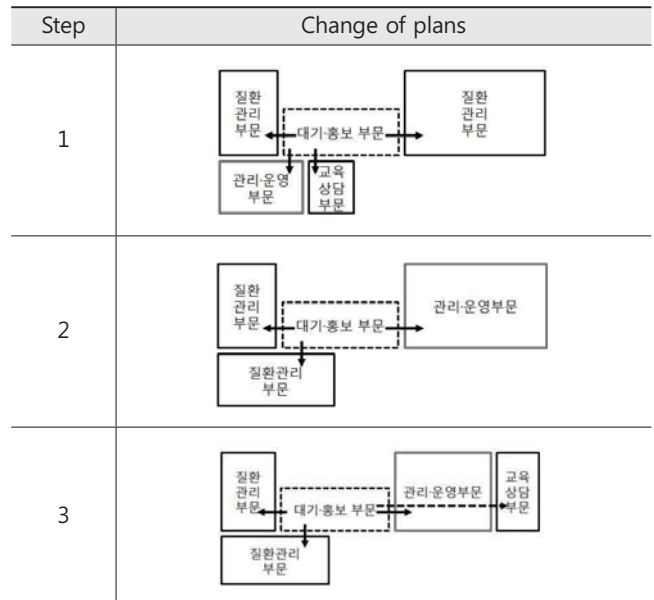 Step Change of plans
1
질환
관리
부문
대기·홍보 부문
질환
관리
부문
관리·운영
부문
교육
상담
부문
2
질환
관리
부문
대기·홍보 부문
관리·운영부문
질환관리
부문
3
질환
관리
부문
대기·홍보 부문
관리·운영부문
교육
상담
부문
질환관리
부문